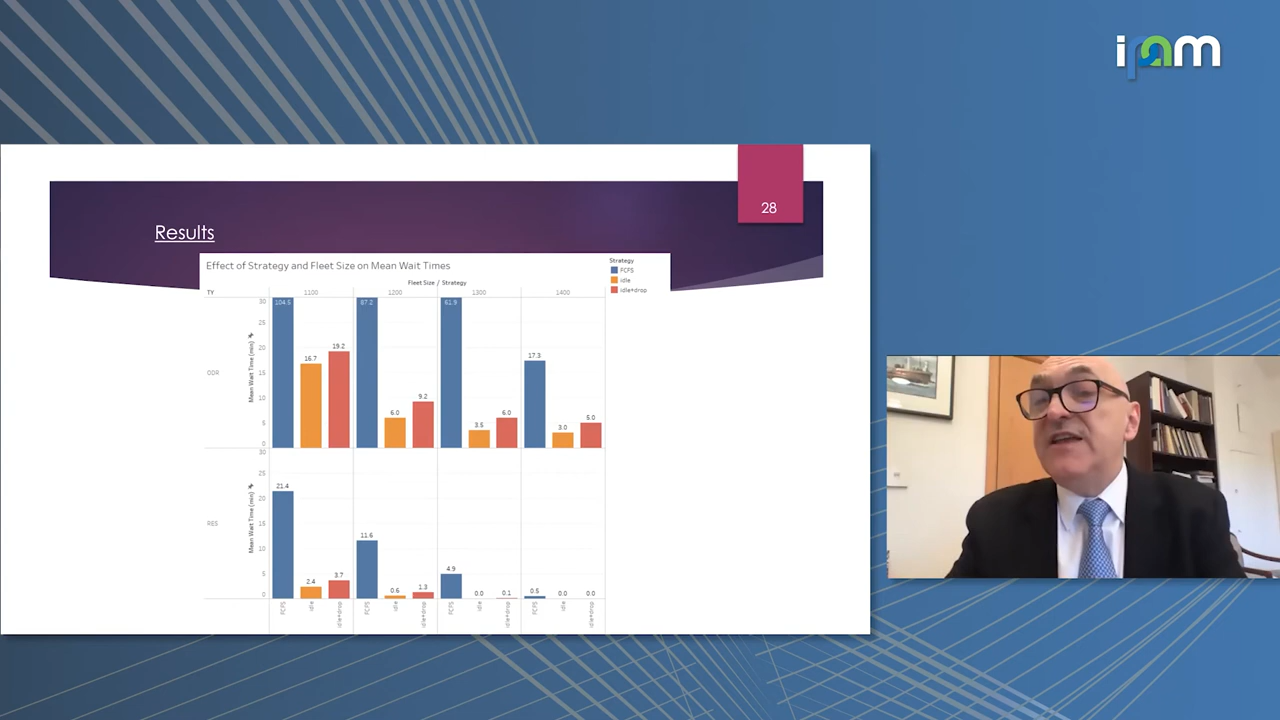 ipam
28
Results
Effect of Strategy and Fleet Size on Mean Wait Times
Strategy
FCFS
idle
idle+drop
Fleet Size / Strategy
TY
1100
1200
1300
1400
ODR
Mean Wait Time (min)
30
25
20
15
10
5
0
104.5
16.7
19.2
87.2
6.0
9.2
61.9
3.5
6.0
17.3
3.0
5.0
RES
Mean Wait Time (min)
30
25
20
15
10
5
0
21.4
2.4
3.7
11.6
0.6
1.3
4.9
0.0
0.1
0.5
0.0
0.0
FCFS
idle
idle+drop
FCFS
idle
idle+drop
FCFS
idle
idle+drop
FCFS
idle
idle+drop